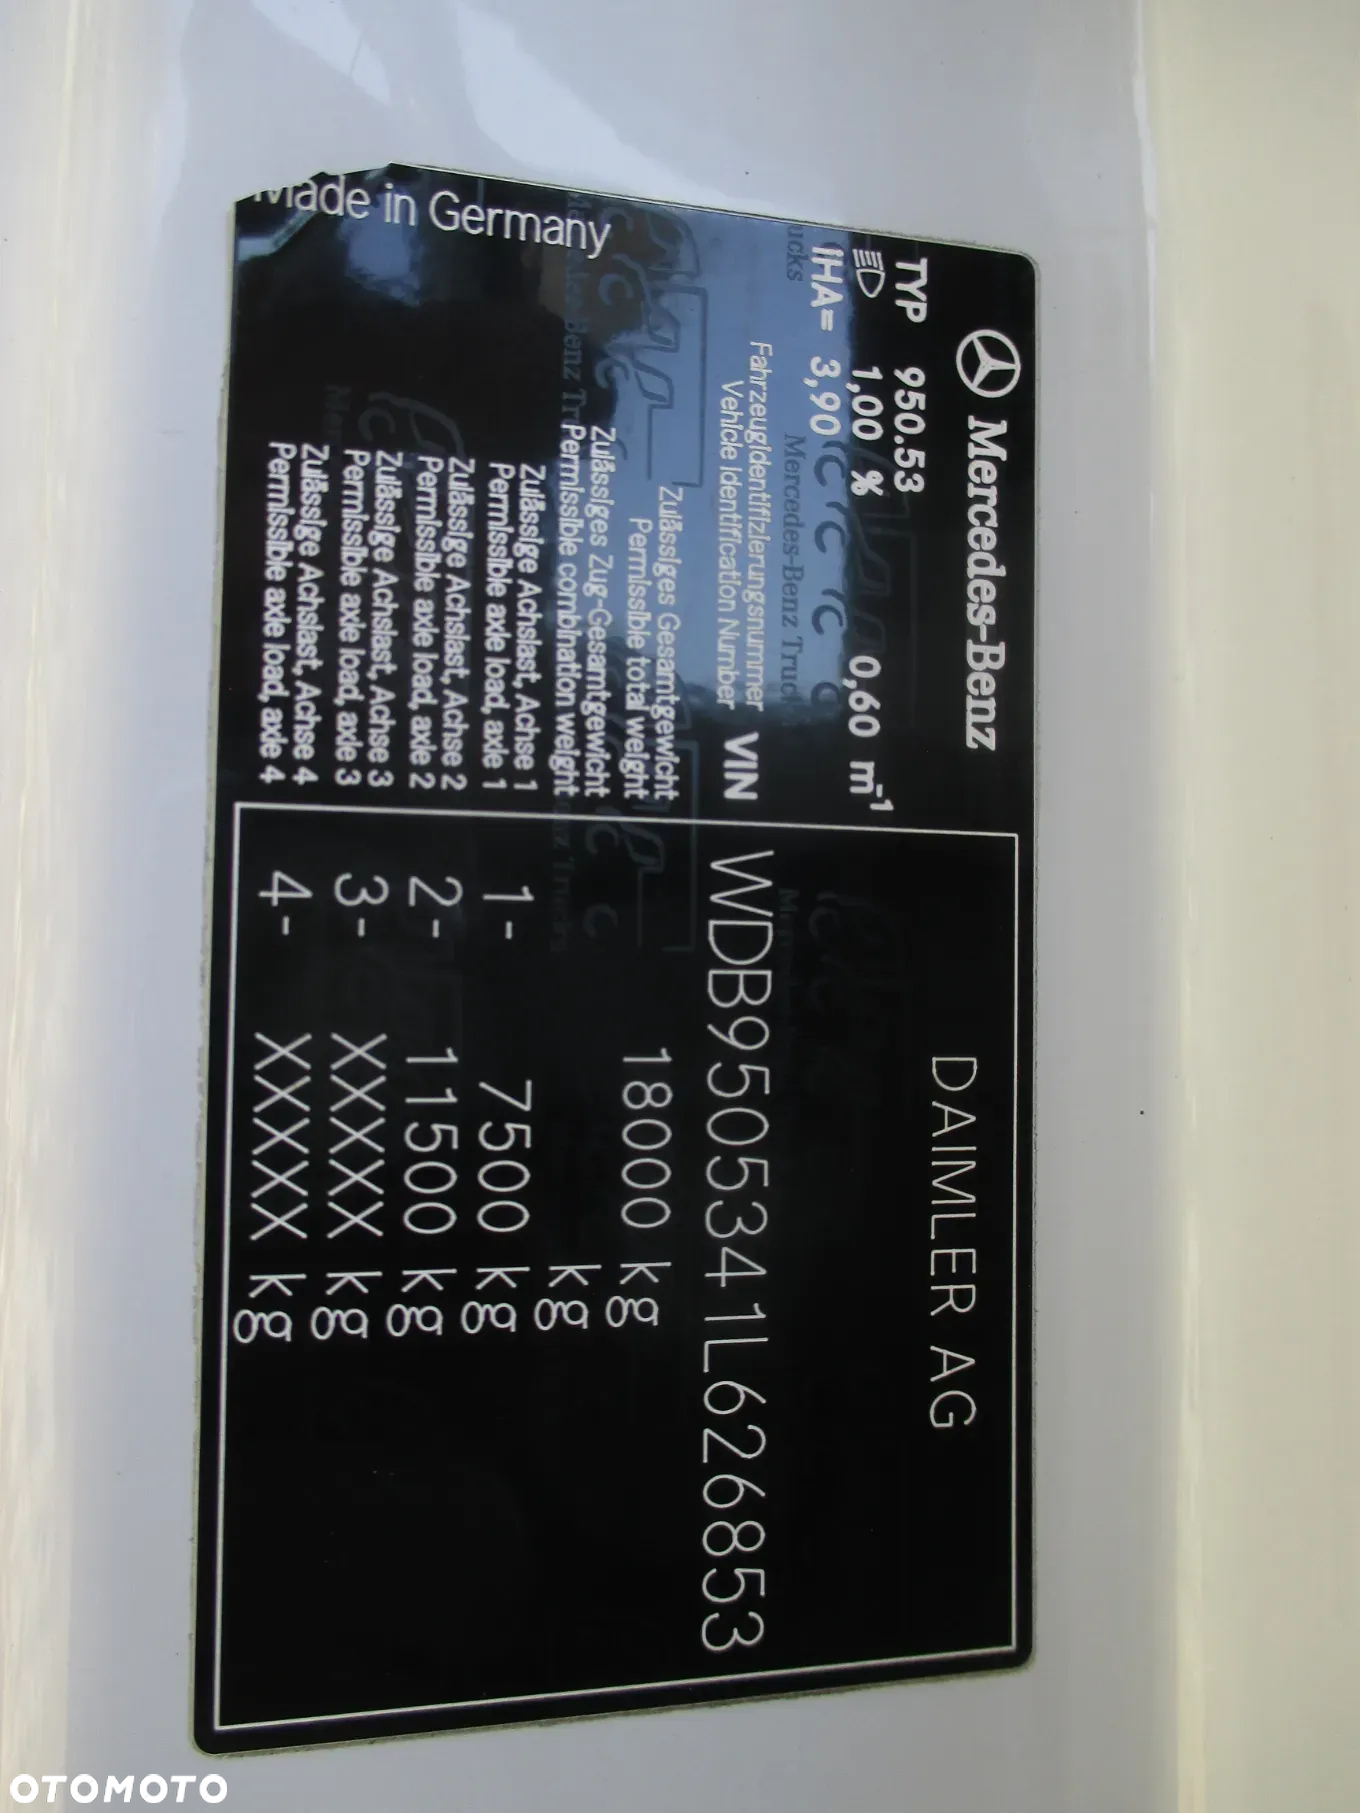 Mercedes-Benz
DAIMLER AG
TYP 950.53
1,00 % 0,60 m⁻¹
IHA= 3,90
Fahrzeugidentifizierungsnummer
Vehicle Identification Number
VIN WDB9505341L626853
Zulässiges Gesamtgewicht
Permissible total weight
18000 kg
Zulässiges Zug-Gesamtgewicht
Permissible combination weight
kg
Zulässige Achslast, Achse 1
Permissible axle load, axle 1
1- 7500 kg
Zulässige Achslast, Achse 2
Permissible axle load, axle 2
2- 11500 kg
Zulässige Achslast, Achse 3
Permissible axle load, axle 3
3- XXXXX kg
Zulässige Achslast, Achse 4
Permissible axle load, axle 4
4- XXXXX kg
Made in Germany
Mercedes-Benz Trucks
OTOMOTO